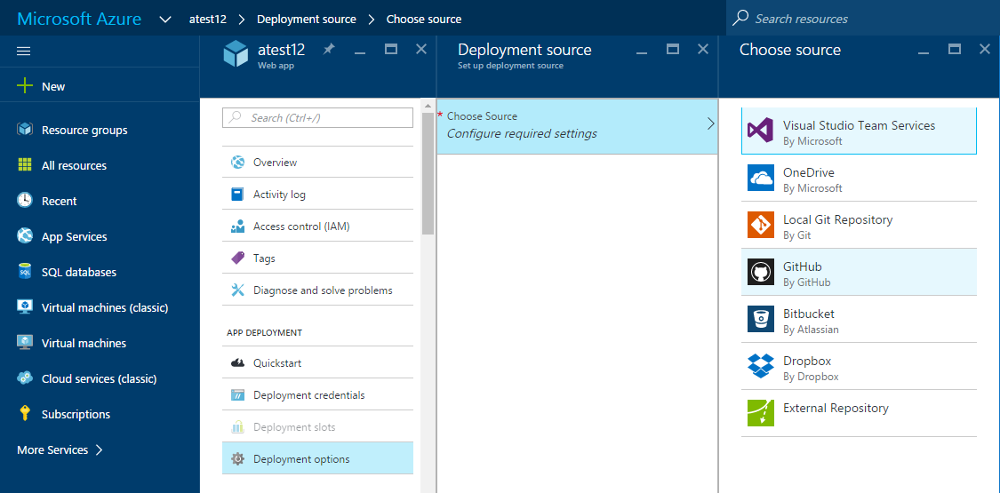 Microsoft Azure
atest12
Deployment source
Choose source
Search resources
New
Resource groups
All resources
Recent
App Services
SQL
SQL databases
Virtual machines (classic)
Virtual machines
Cloud services (classic)
Subscriptions
More Services
atest12
Web app
Search (Ctrl+/)
Overview
Activity log
Access control (IAM)
Tags
Diagnose and solve problems
APP DEPLOYMENT
Quickstart
Deployment credentials
Deployment slots
Deployment options
Deployment source
Set up deployment source
* Choose Source
Configure required settings
Choose source
Visual Studio Team Services
By Microsoft
OneDrive
By Microsoft
Local Git Repository
By Git
GitHub
By GitHub
Bitbucket
By Atlassian
Dropbox
By Dropbox
External Repository